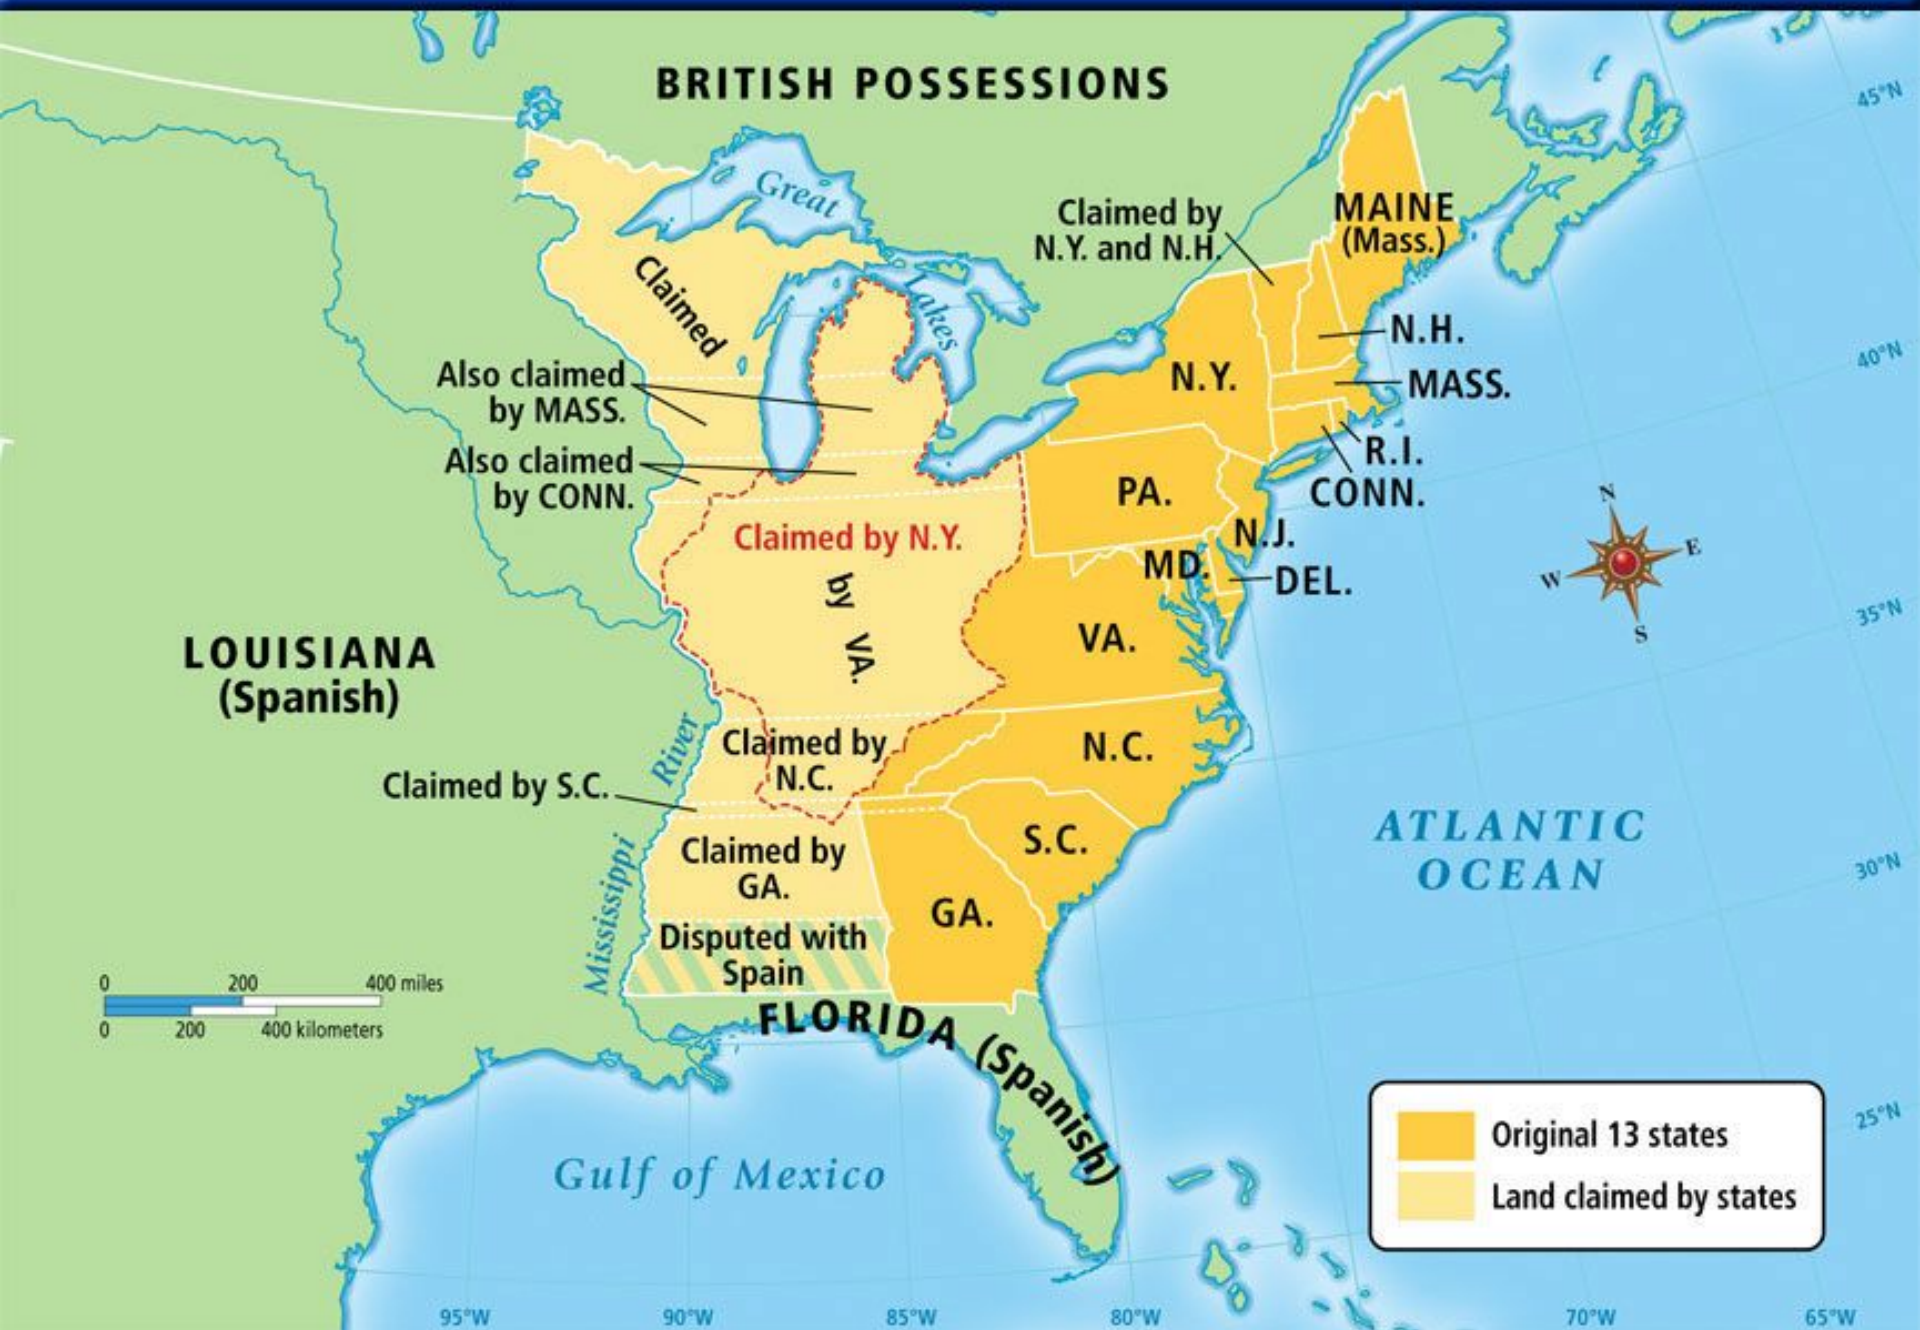 BRITISH POSSESSIONS
45°N
Great
Lakes
Claimed by
N.Y. and N.H.
MAINE
(Mass.)
Claimed
by VA.
N.H.
40°N
Also claimed
by MASS.
N.Y.
MASS.
Also claimed
by CONN.
R.I.
CONN.
PA.
N
E
W
S
Claimed by N.Y.
N.J.
MD.
DEL.
35°N
LOUISIANA
(Spanish)
VA.
Mississippi River
Claimed by
N.C.
N.C.
Claimed by S.C.
ATLANTIC
OCEAN
S.C.
Claimed by
GA.
30°N
GA.
Disputed with
Spain
0 200 400 miles
0 200 400 kilometers
FLORIDA (Spanish)
Gulf of Mexico
25°N
Original 13 states
Land claimed by states
95°W
90°W
85°W
80°W
70°W
65°W